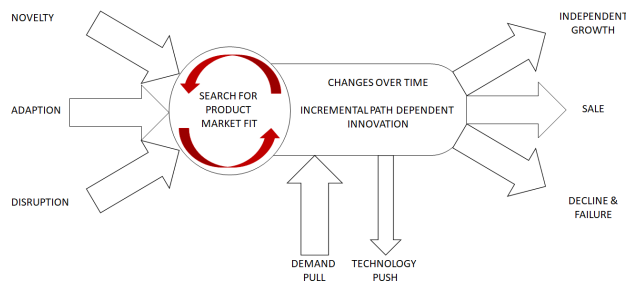 NOVELTY
ADAPTION
DISRUPTION
SEARCH FOR
PRODUCT
MARKET FIT
CHANGES OVER TIME
INCREMENTAL PATH DEPENDENT
INNOVATION
DEMAND
PULL
TECHNOLOGY
PUSH
INDEPENDENT
GROWTH
SALE
DECLINE &
FAILURE